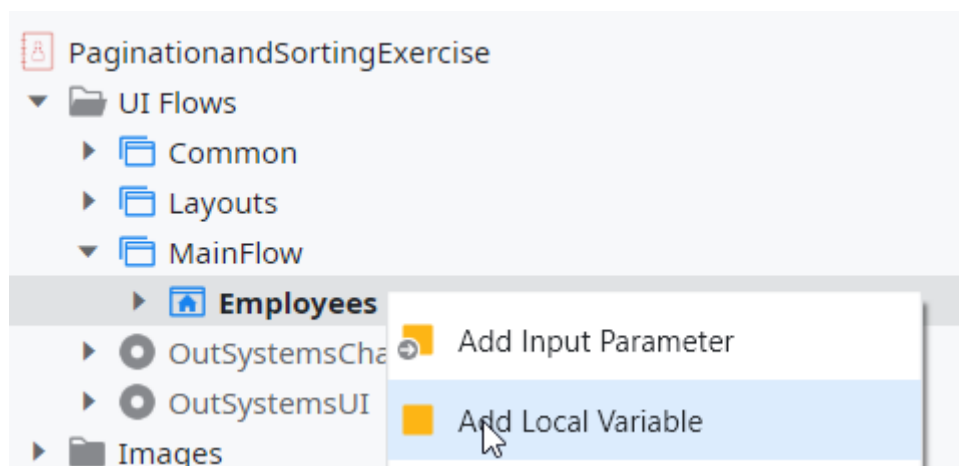 PaginationandSortingExercise
UI Flows
Common
Layouts
MainFlow
Employees
Add Input Parameter
OutSystemsCha
Add Local Variable
OutSystemsUI
Images